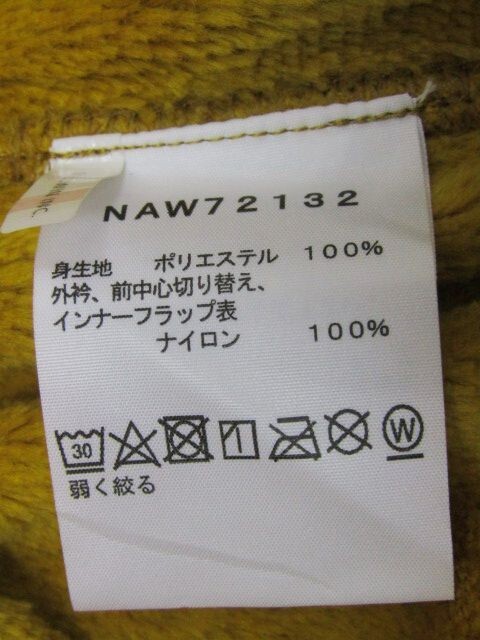 NAW72132
身生地 ポリエステル 100%
外衿、前中心切り替え、
インナーフラップ表
ナイロン 100%
30
W
弱く絞る